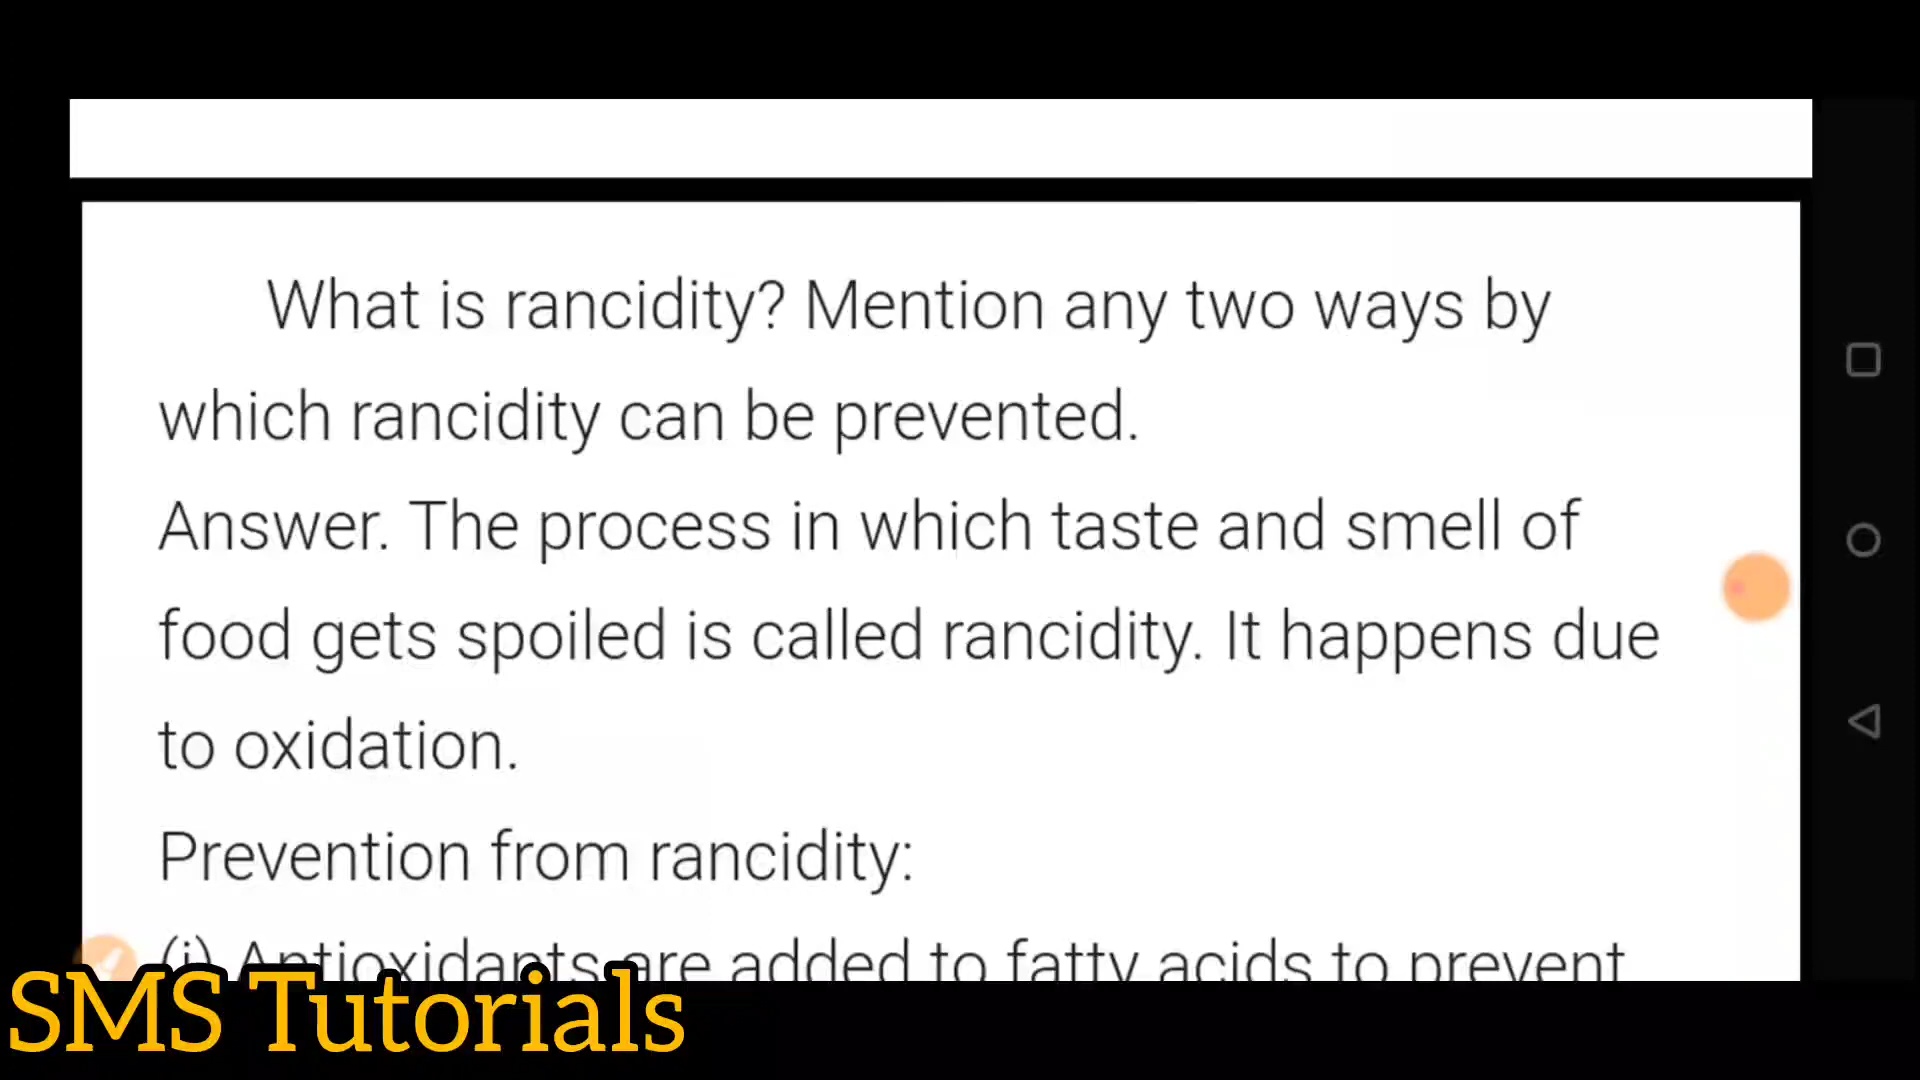 What is rancidity? Mention any two ways by
which rancidity can be prevented.
Answer. The process in which taste and smell of
food gets spoiled is called rancidity. It happens due
to oxidation.
Prevention from rancidity:
(i) Antioxidants are added to fatty acids to prevent
SMS Tutorials